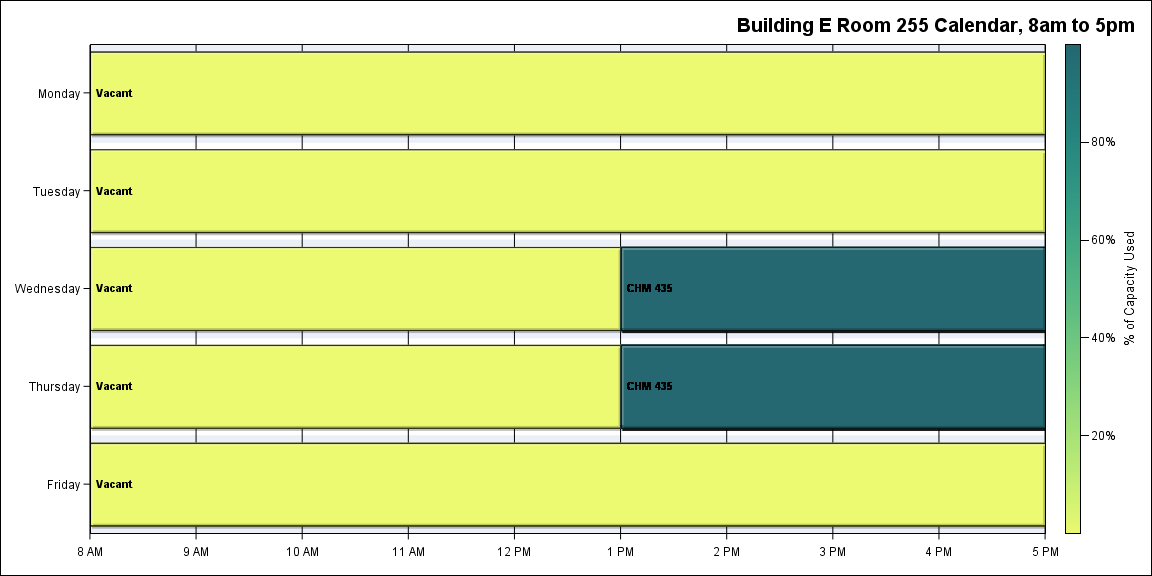 Building E Room 255 Calendar, 8am to 5pm
Monday
Vacant
Tuesday
Vacant
Wednesday
Vacant
CHM 435
Thursday
Vacant
CHM 435
Friday
Vacant
8 AM
9 AM
10 AM
11 AM
12 PM
1 PM
2 PM
3 PM
4 PM
5 PM
80%
60%
40%
20%
% of Capacity Used